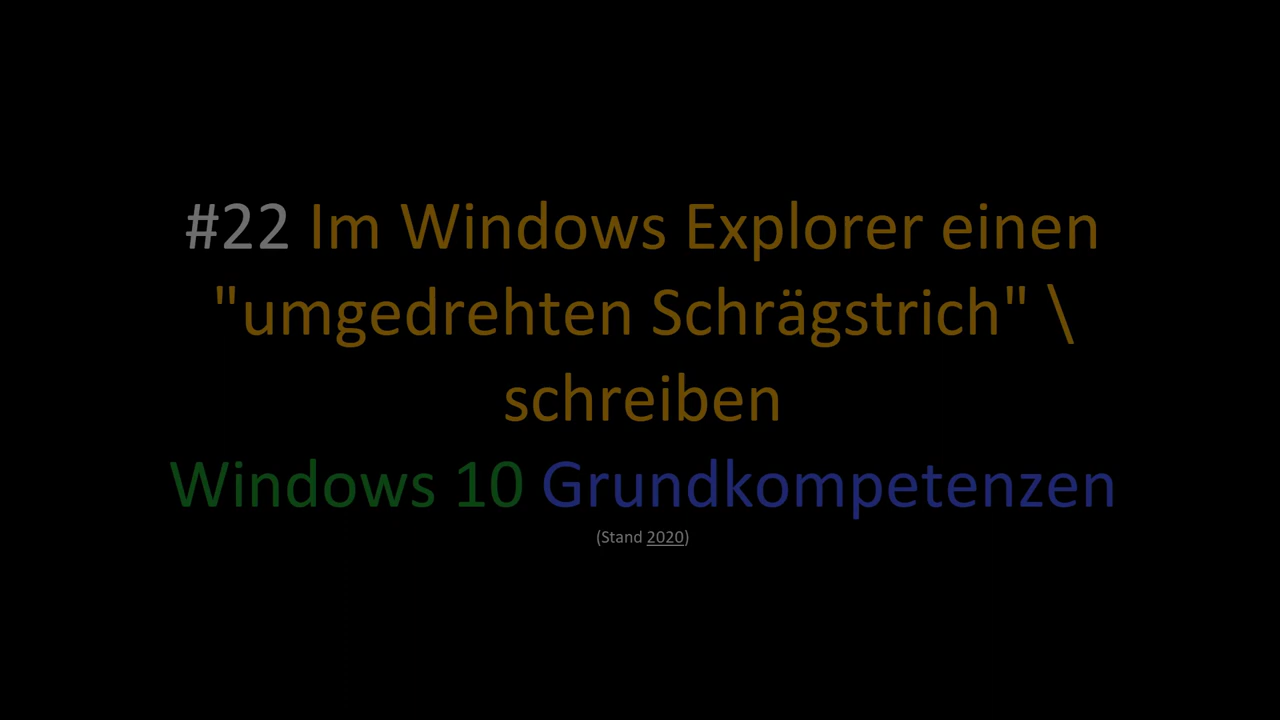 #22 Im Windows Explorer einen
"umgedrehten Schrägstrich" \
schreiben
Windows 10 Grundkompetenzen
(Stand 2020)